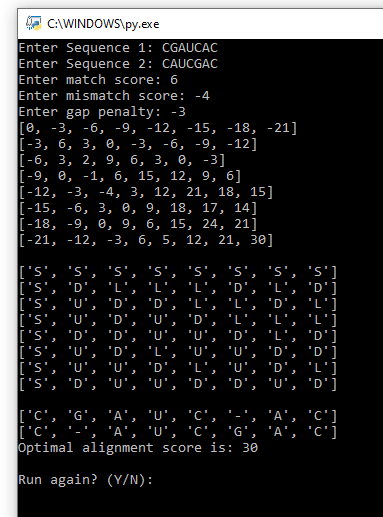 C:\WINDOWS\py.exe
Enter Sequence 1: CGAUCAC
Enter Sequence 2: CAUCGAC
Enter match score: 6
Enter mismatch score: -4
Enter gap penalty: -3
[0, -3, -6, -9, -12, -15, -18, -21]
[-3, 6, 3, 0, -3, -6, -9, -12]
[-6, 3, 2, 9, 6, 3, 0, -3]
[-9, 0, -1, 6, 15, 12, 9, 6]
[-12, -3, -4, 3, 12, 21, 18, 15]
[-15, -6, 3, 0, 9, 18, 17, 14]
[-18, -9, 0, 9, 6, 15, 24, 21]
[-21, -12, -3, 6, 5, 12, 21, 30]
['S', 'S', 'S', 'S', 'S', 'S', 'S', 'S']
['S', 'D', 'L', 'L', 'L', 'D', 'L', 'D']
['S', 'U', 'D', 'D', 'L', 'L', 'D', 'L']
['S', 'U', 'D', 'U', 'D', 'L', 'L', 'L']
['S', 'D', 'D', 'U', 'U', 'D', 'L', 'D']
['S', 'U', 'D', 'L', 'U', 'U', 'D', 'D']
['S', 'U', 'U', 'D', 'L', 'U', 'D', 'L']
['S', 'D', 'U', 'U', 'D', 'D', 'U', 'D']
['C', 'G', 'A', 'U', 'C', '-', 'A', 'C']
['C', '-', 'A', 'U', 'C', 'G', 'A', 'C']
Optimal alignment score is: 30
Run again? (Y/N):